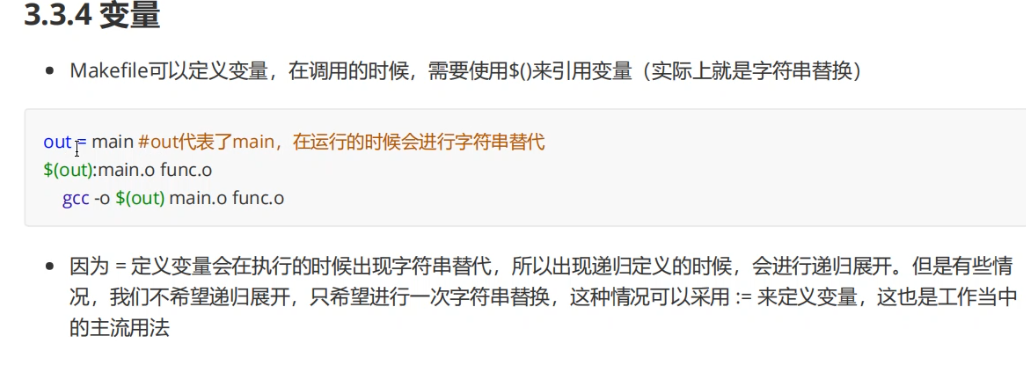 3.3.4 变量
Makefile可以定义变量，在调用的时候，需要使用$()来引用变量（实际上就是字符串替换）
out = main #out代表了main，在运行的时候会进行字符串替代
$(out):main.o func.o
gcc -o $(out) main.o func.o
因为 = 定义变量会在执行的时候出现字符串替代，所以出现递归定义的时候，会进行递归展开。但是有些情
况，我们不希望递归展开，只希望进行一次字符串替换，这种情况可以采用 := 来定义变量，这也是工作当中
的主流用法